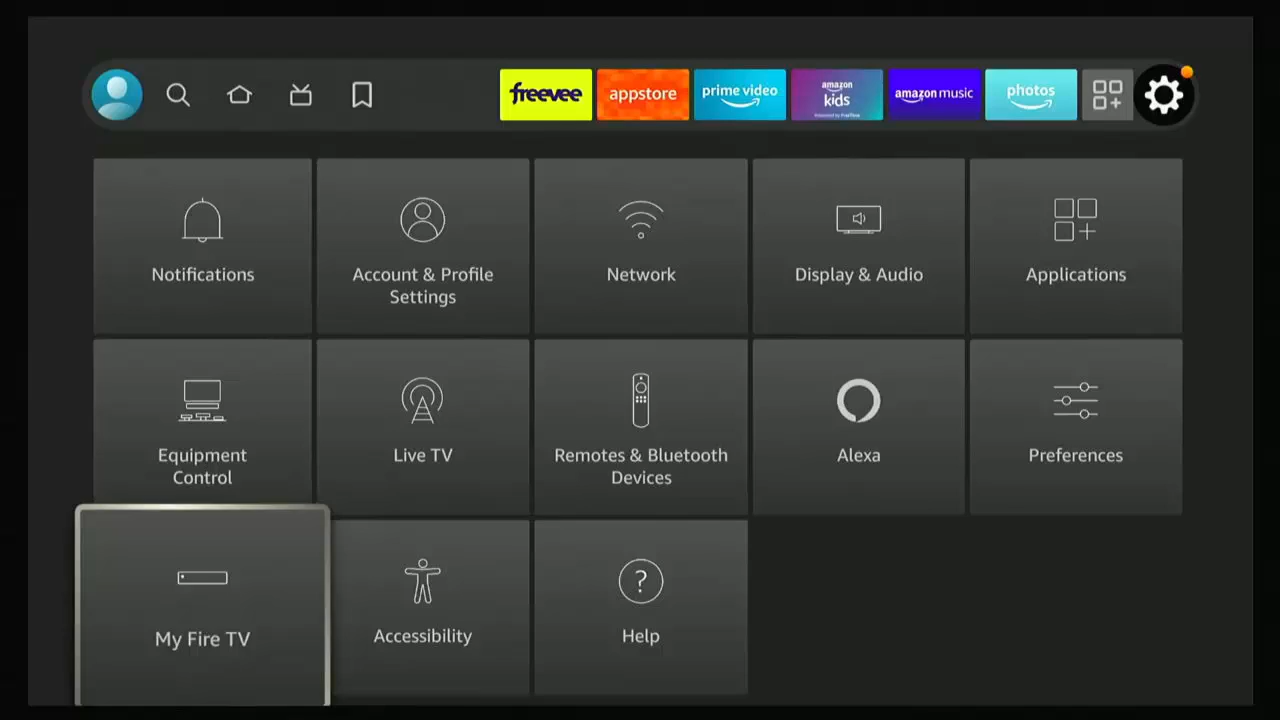 freevee
appstore
prime video
amazon
kids
amazon music
photos
Notifications
Account & Profile
Settings
Network
Display & Audio
Applications
Equipment
Control
Live TV
Remotes & Bluetooth
Devices
Alexa
Preferences
My Fire TV
Accessibility
?
Help